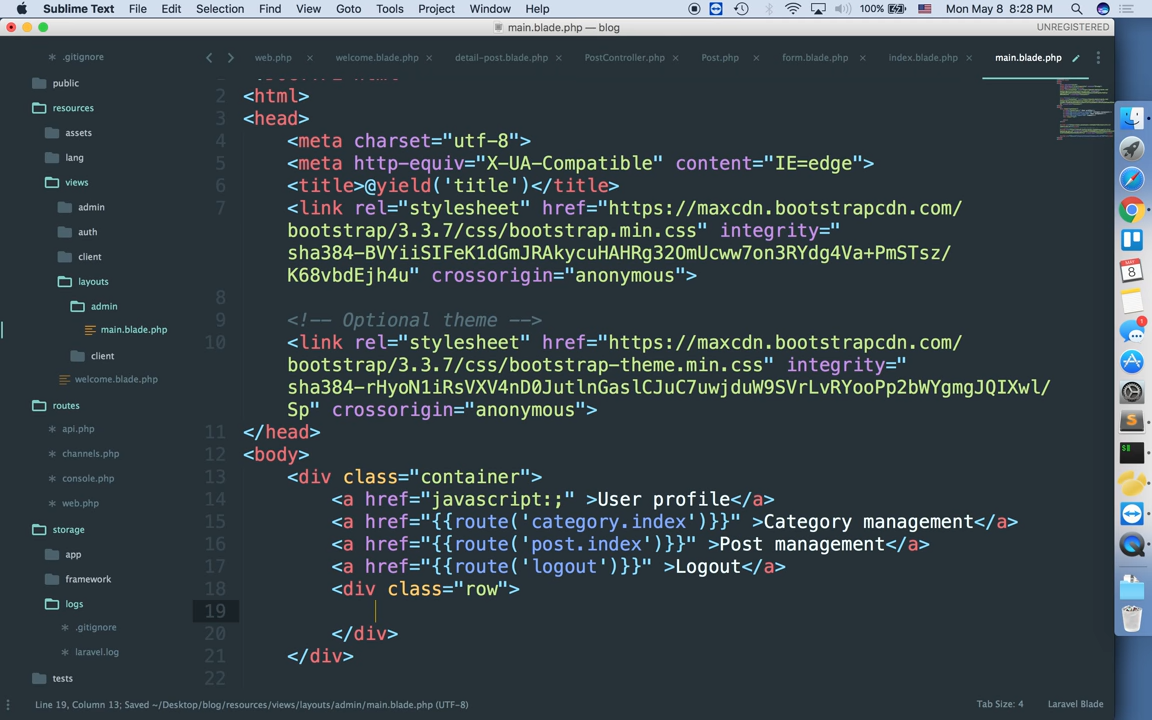 Sublime Text File Edit Selection Find View Goto Tools Project Window Help 100% Mon May 8 8:28 PM
main.blade.php — blog UNREGISTERED
.gitignore
public
resources
assets
lang
views
admin
auth
client
layouts
admin
main.blade.php
client
welcome.blade.php
routes
api.php
channels.php
console.php
web.php
storage
app
framework
logs
.gitignore
laravel.log
tests
web.php × welcome.blade.php × detail-post.blade.php × PostController.php × Post.php × form.blade.php × index.blade.php × main.blade.php
2 <html>
3 <head>
4 <meta charset="utf-8">
5 <meta http-equiv="X-UA-Compatible" content="IE=edge">
6 <title>@yield('title')</title>
7 <link rel="stylesheet" href="https://maxcdn.bootstrapcdn.com/
bootstrap/3.3.7/css/bootstrap.min.css" integrity="
sha384-BVYiiSIFeK1dGmJRAkycuHAHRg32OmUcww7on3RYdg4Va+PmSTsz/
K68vbdEjh4u" crossorigin="anonymous">
8
9 <!-- Optional theme -->
10 <link rel="stylesheet" href="https://maxcdn.bootstrapcdn.com/
bootstrap/3.3.7/css/bootstrap-theme.min.css" integrity="
sha384-rHyoN1iRsVXV4nD0JutlnGaslCJuC7uwjduW9SVrLvRYooPp2bWYgmgJQIXwl/
Sp" crossorigin="anonymous">
11 </head>
12 <body>
13 <div class="container">
14 <a href="javascript:;" >User profile</a>
15 <a href="{{route('category.index')}}" >Category management</a>
16 <a href="{{route('post.index')}}" >Post management</a>
17 <a href="{{route('logout')}}" >Logout</a>
18 <div class="row">
19
20 </div>
21 </div>
22
MAY
8
1
Line 19, Column 13; Saved ~/Desktop/blog/resources/views/layouts/admin/main.blade.php (UTF-8) Tab Size: 4 Laravel Blade